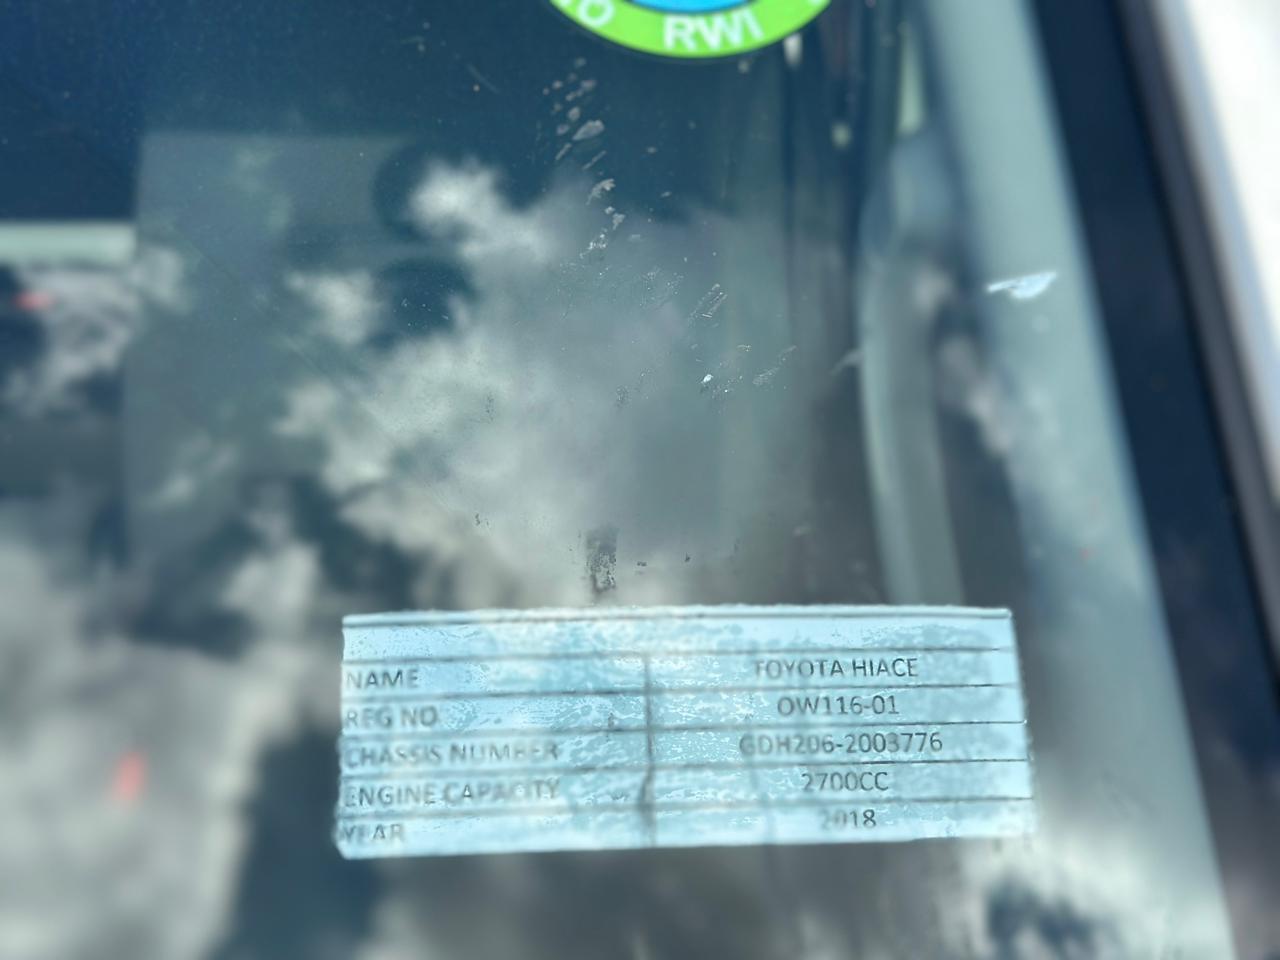 RWI
NAME TOYOTA HIACE
REG NO OW116-01
CHASSIS NUMBER GDH206-2003776
ENGINE CAPACITY 2700CC
YEAR 2018